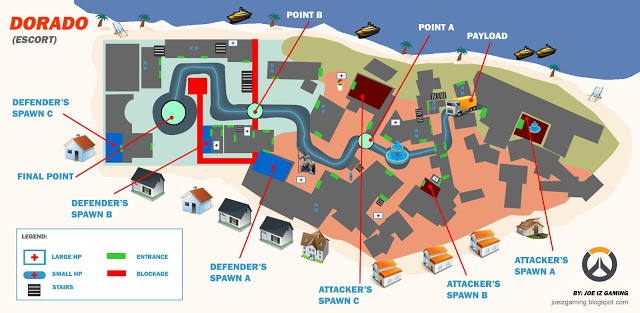 DORADO
(ESCORT)
POINT B
POINT A
PAYLOAD
DEFENDER'S
SPAWN C
FINAL POINT
DEFENDER'S
SPAWN B
DEFENDER'S
SPAWN A
ATTACKER'S
SPAWN C
ATTACKER'S
SPAWN B
ATTACKER'S
SPAWN A
LEGEND:
LARGE HP
ENTRANCE
SMALL HP
BLOCKAGE
STAIRS
BY: JOE IZ GAMING
joeizgaming.blogspot.com